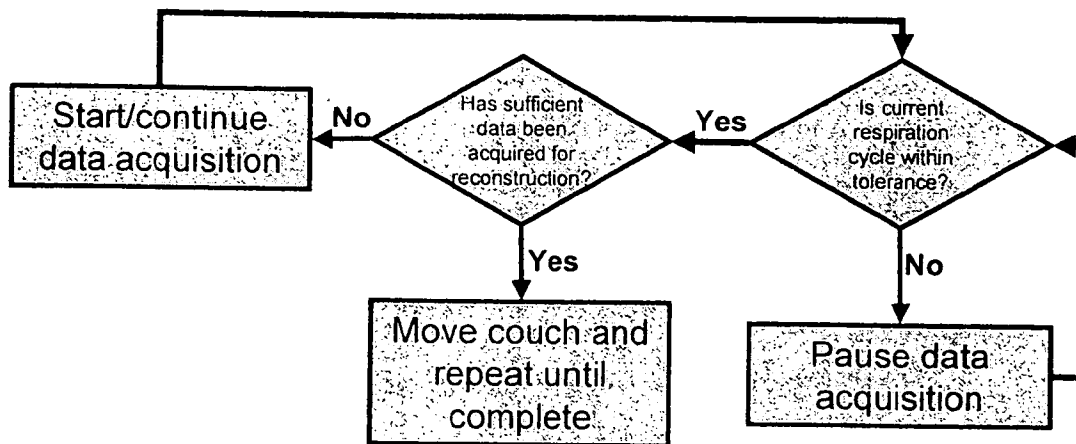 Start/continue
data acquisition
No
Has sufficient
data been
acquired for
reconstruction?
Yes
Is current
respiration
cycle within
tolerance?
Yes
No
Move couch and
repeat until
complete
Pause data
acquisition